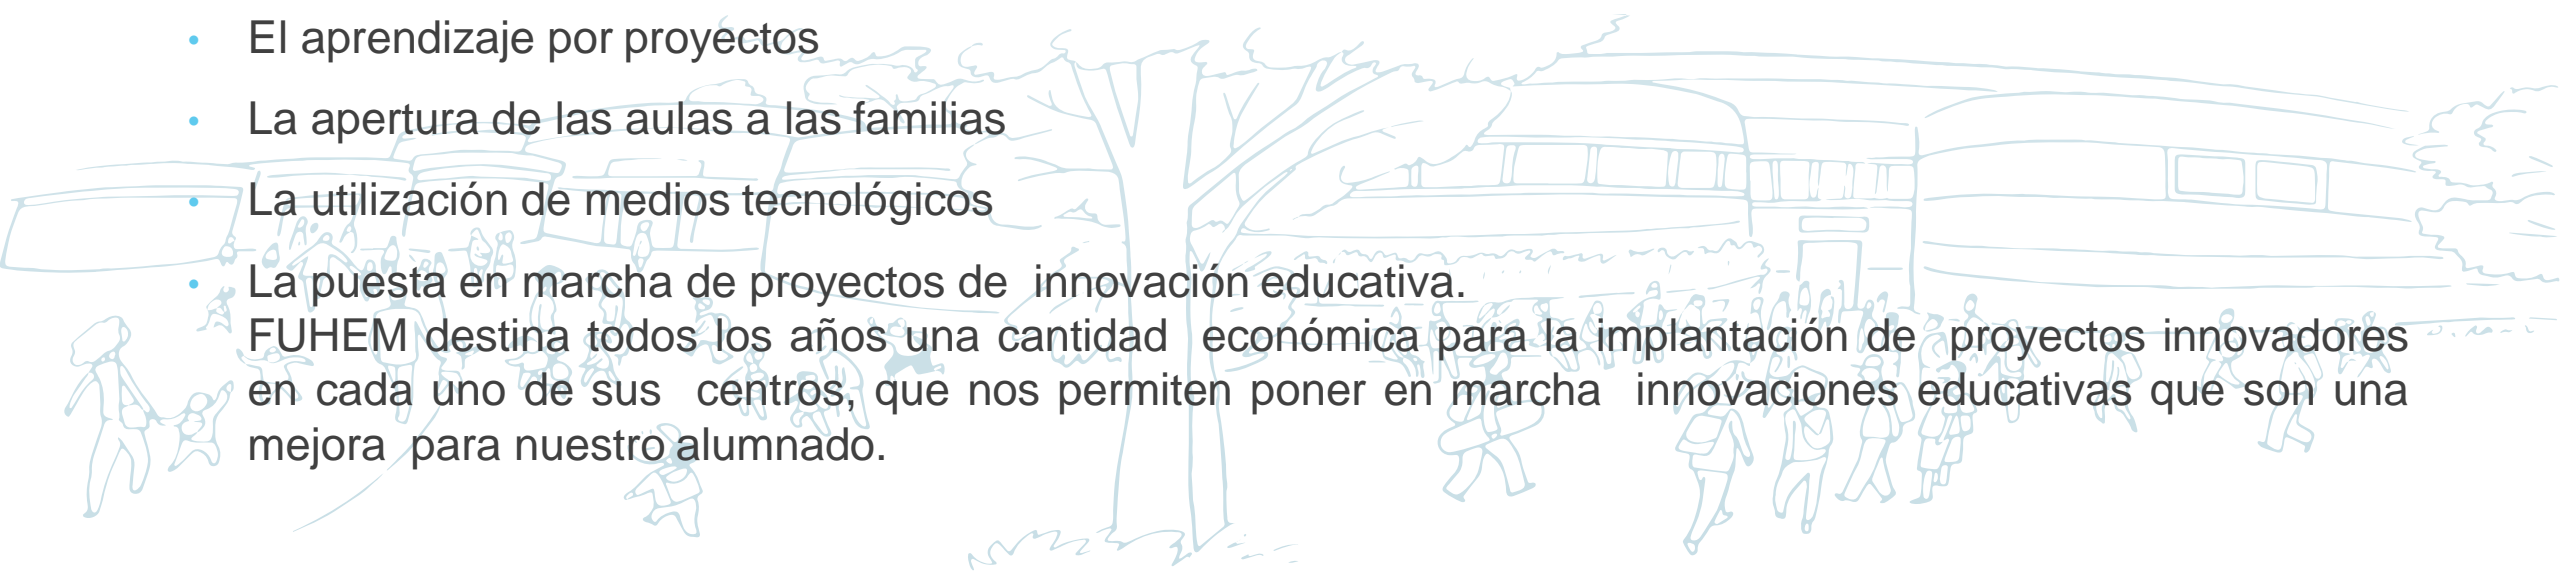 • El aprendizaje por proyectos
• La apertura de las aulas a las familias
• La utilización de medios tecnológicos
• La puesta en marcha de proyectos de innovación educativa.
FUHEM destina todos los años una cantidad económica para la implantación de proyectos innovadores
en cada uno de sus centros, que nos permiten poner en marcha innovaciones educativas que son una
mejora para nuestro alumnado.